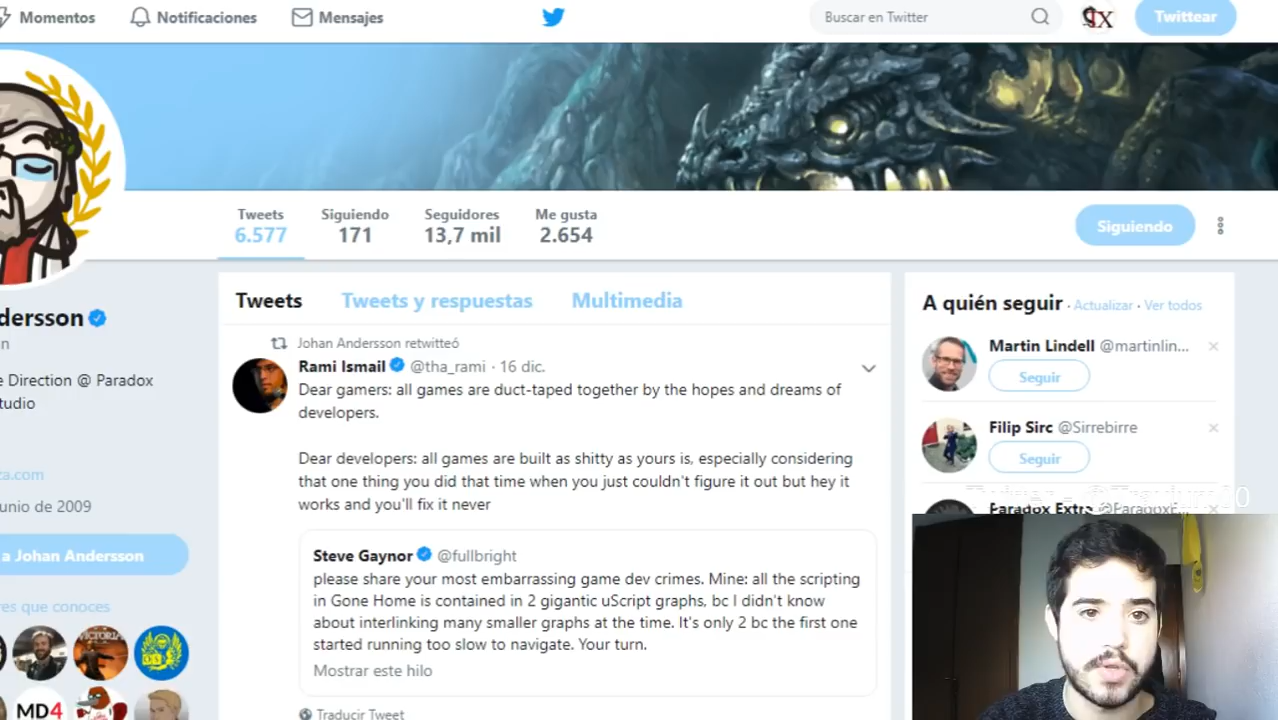 Momentos
Notificaciones
Mensajes
Buscar en Twitter
Twittear
Tweets
Siguiendo
Seguidores
Me gusta
6.577
171
13,7 mil
2.654
Siguiendo
dersson
n
e Direction @ Paradox
tudio
za.com
unio de 2009
a Johan Andersson
res que conoces
MD4
Tweets
Tweets y respuestas
Multimedia
Johan Andersson retwitteó
Rami Ismail @tha_rami · 16 dic.
Dear gamers: all games are duct-taped together by the hopes and dreams of
developers.
Dear developers: all games are built as shitty as yours is, especially considering
that one thing you did that time when you just couldn't figure it out but hey it
works and you'll fix it never
Steve Gaynor @fullbright
please share your most embarrassing game dev crimes. Mine: all the scripting
in Gone Home is contained in 2 gigantic uScript graphs, bc I didn't know
about interlinking many smaller graphs at the time. It's only 2 bc the first one
started running too slow to navigate. Your turn.
Mostrar este hilo
Traducir Tweet
A quién seguir · Actualizar · Ver todos
Martin Lindell @martinlin...
Seguir
Filip Sirc @Sirrebirre
Seguir
Paradox Extra